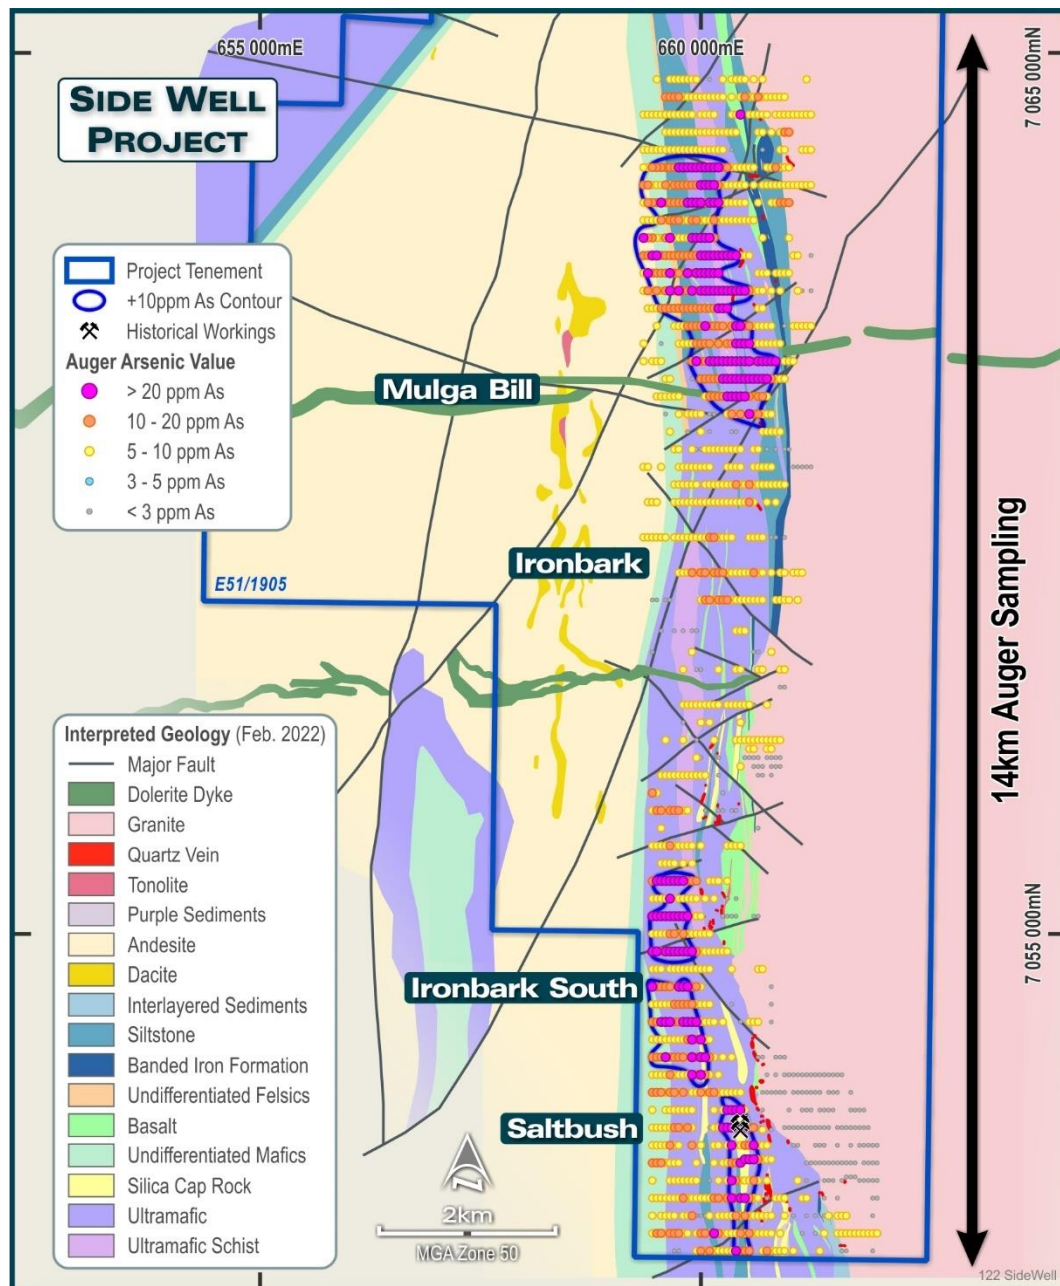 655 000mE
660 000mE
7 065 000mN
SIDE WELL
PROJECT
Project Tenement
+10ppm As Contour
Historical Workings
Auger Arsenic Value
> 20 ppm As
10 - 20 ppm As
5 - 10 ppm As
3 - 5 ppm As
< 3 ppm As
Mulga Bill
Ironbark
E51/1905
14km Auger Sampling
Interpreted Geology (Feb. 2022)
Major Fault
Dolerite Dyke
Granite
Quartz Vein
Tonolite
Purple Sediments
Andesite
Dacite
Interlayered Sediments
Siltstone
Banded Iron Formation
Undifferentiated Felsics
Basalt
Undifferentiated Mafics
Silica Cap Rock
Ultramafic
Ultramafic Schist
7 055 000mN
Ironbark South
Saltbush
N
2km
MGA Zone 50
122 SideWell